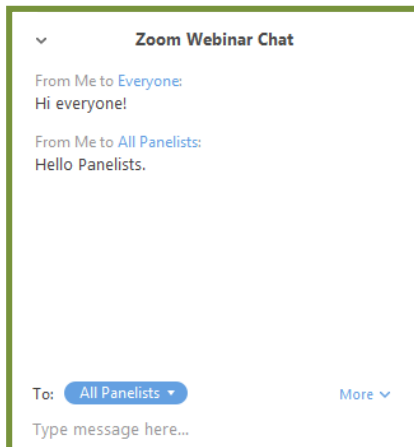 Zoom Webinar Chat
From Me to Everyone:
Hi everyone!
From Me to All Panelists:
Hello Panelists.
To: All Panelists More
Type message here...